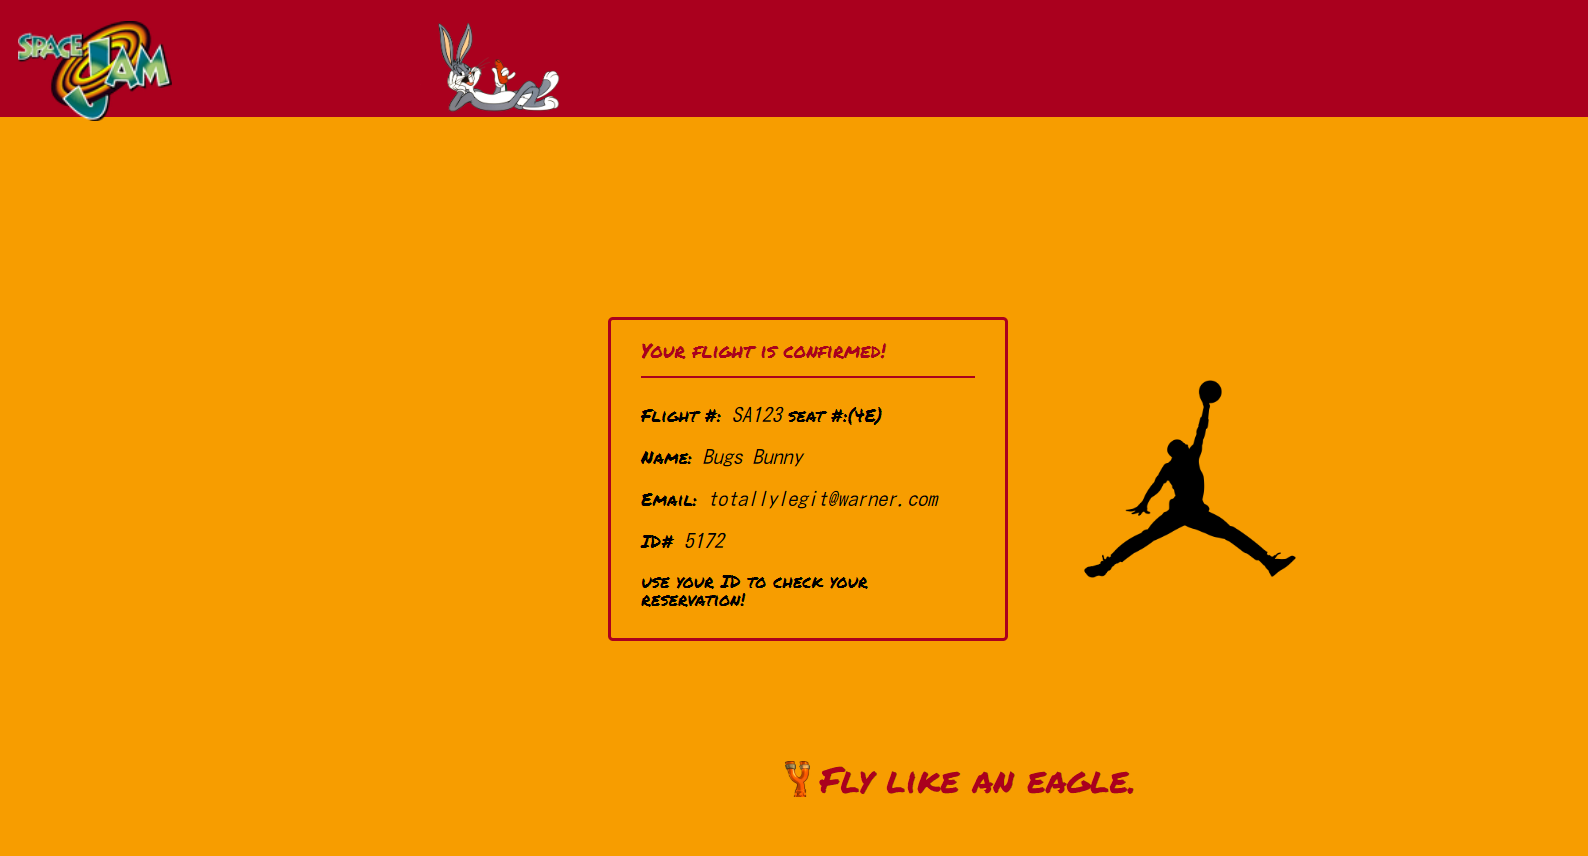 SPACE JAM
Your flight is confirmed!
Flight #: SA123 seat #:(4E)
Name: Bugs Bunny
Email: totallylegit@warner.com
ID# 5172
use your ID to check your
reservation!
Fly like an eagle.